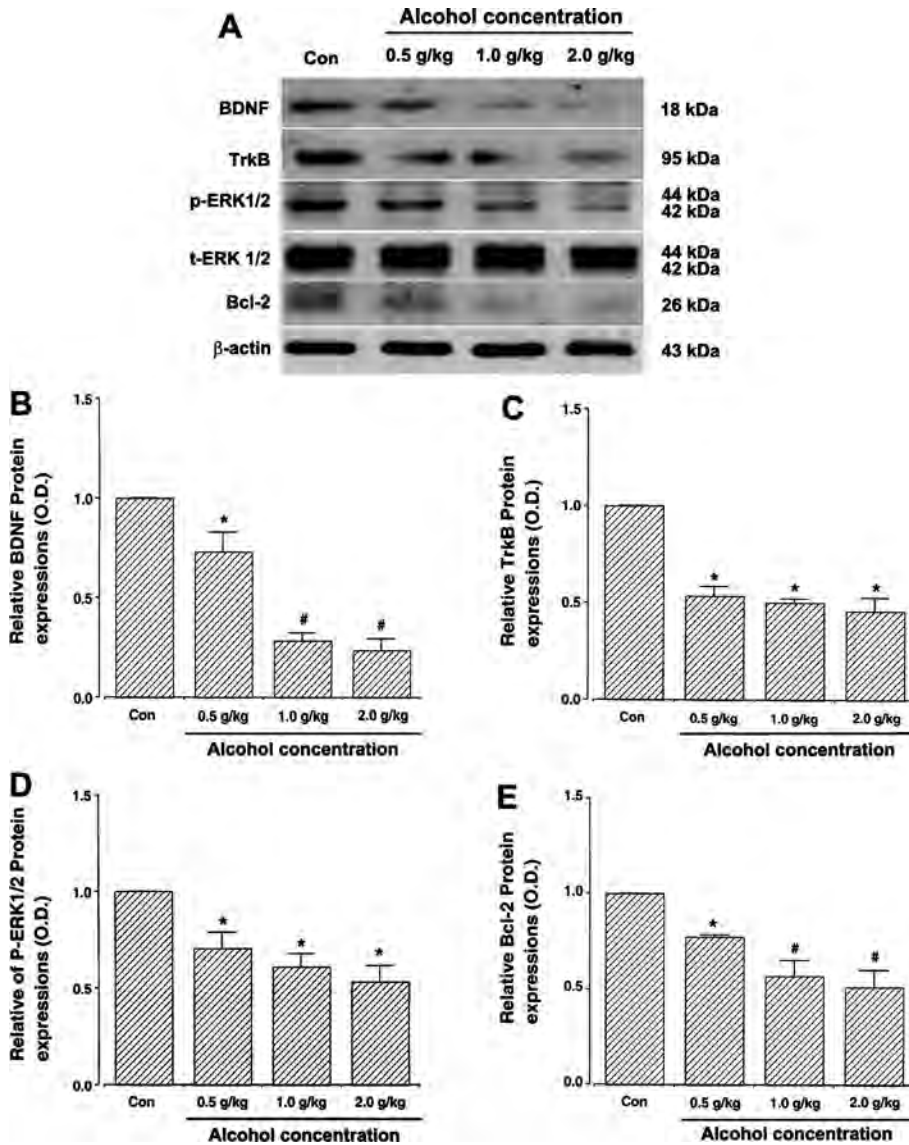 A
Alcohol concentration
Con 0.5 g/kg 1.0 g/kg 2.0 g/kg
BDNF 18 kDa
TrkB 95 kDa
p-ERK1/2 44 kDa
42 kDa
t-ERK 1/2 44 kDa
42 kDa
Bcl-2 26 kDa
β-actin 43 kDa
B
Relative BDNF Protein
expressions (O.D.)
1.5
1.0
0.5
0.0
*
#
#
Con 0.5 g/kg 1.0 g/kg 2.0 g/kg
Alcohol concentration
C
Relative TrkB Protein
expressions (O.D.)
1.5
1.0
0.5
0.0
*
*
*
Con 0.5 g/kg 1.0 g/kg 2.0 g/kg
Alcohol concentration
D
Relative of P-ERK1/2 Protein
expressions (O.D.)
1.5
1.0
0.5
0.0
*
*
*
Con 0.5 g/kg 1.0 g/kg 2.0 g/kg
Alcohol concentration
E
Relative Bcl-2 Protein
expressions (O.D.)
1.5
1.0
0.5
0.0
*
#
#
Con 0.5 g/kg 1.0 g/kg 2.0 g/kg
Alcohol concentration